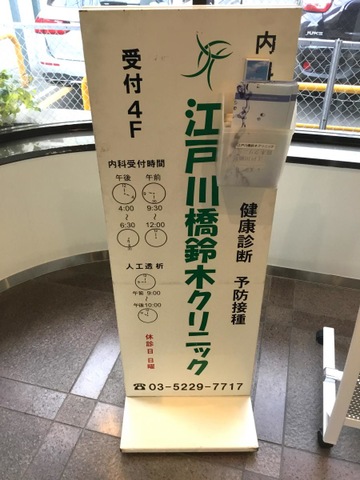 内
健康診断 予防接種
江戸川橋鈴木クリニック
受付4F
内科受付時間
午後 午前
4:00 9:30
～ ～
6:30 12:00
人工透析
午前 9:00
～
午後10:00
休診日 日曜
☎03-5229-7717